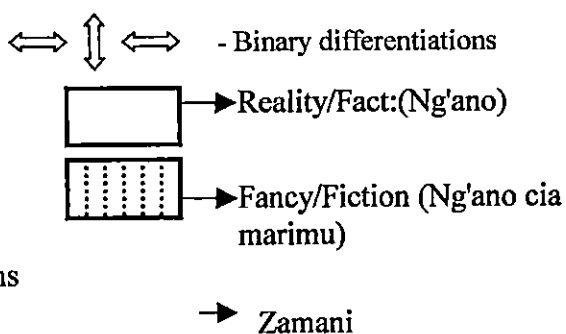 - Binary differentiations
Reality/Fact:(Ng'ano)
Fancy/Fiction (Ng'ano cia
marimu)
ns
Zamani